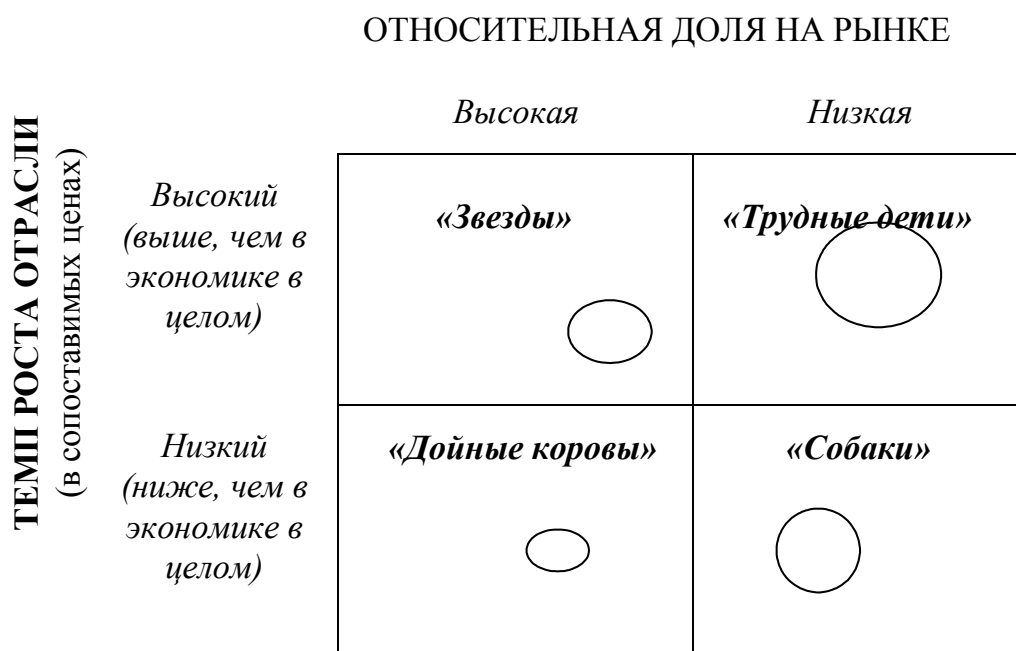 ОТНОСИТЕЛЬНАЯ ДОЛЯ НА РЫНКЕ
Высокая
Низкая
ТЕМП РОСТА ОТРАСЛИ
(в сопоставимых ценах)
Высокий
(выше, чем в
экономике в
целом)
«Звезды»
«Трудные дети»
Низкий
(ниже, чем в
экономике в
целом)
«Дойные коровы»
«Собаки»